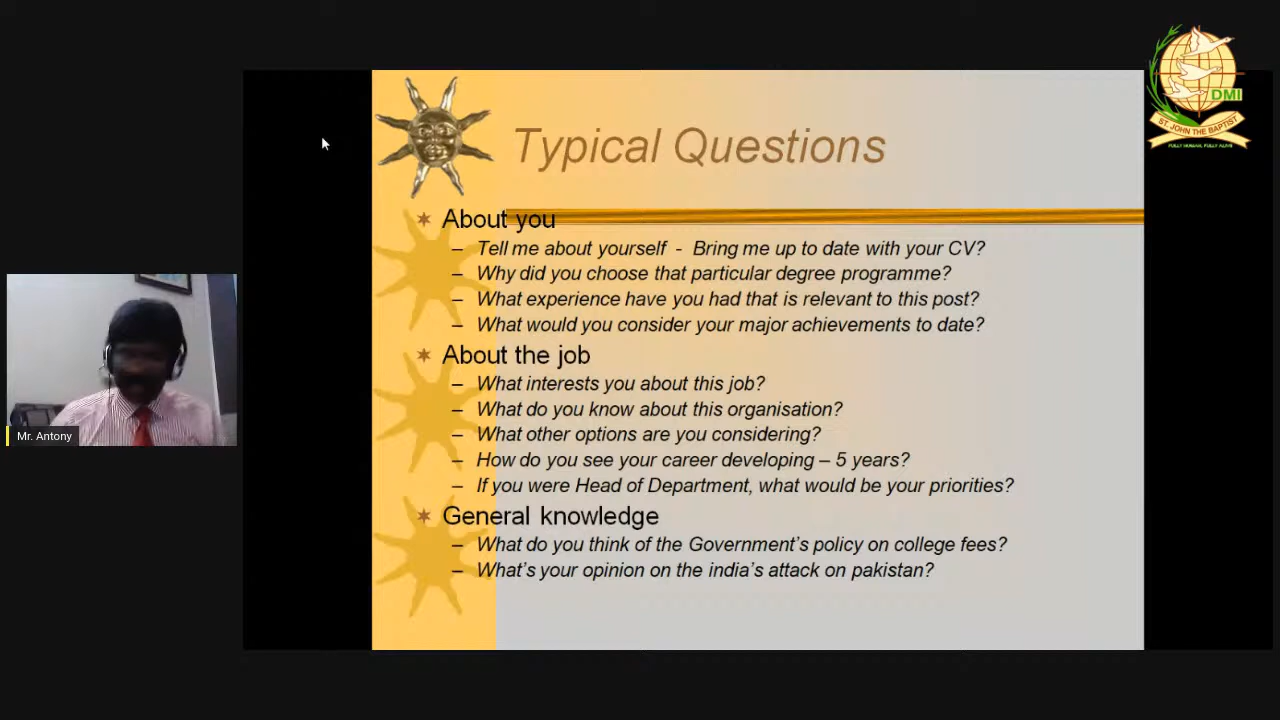 Typical Questions
About you
– Tell me about yourself - Bring me up to date with your CV?
– Why did you choose that particular degree programme?
– What experience have you had that is relevant to this post?
– What would you consider your major achievements to date?
About the job
– What interests you about this job?
– What do you know about this organisation?
– What other options are you considering?
– How do you see your career developing – 5 years?
– If you were Head of Department, what would be your priorities?
General knowledge
– What do you think of the Government's policy on college fees?
– What's your opinion on the india's attack on pakistan?
Mr. Antony
DMI
ST. JOHN THE BAPTIST
FULLY HUMAN, FULLY ALIVE